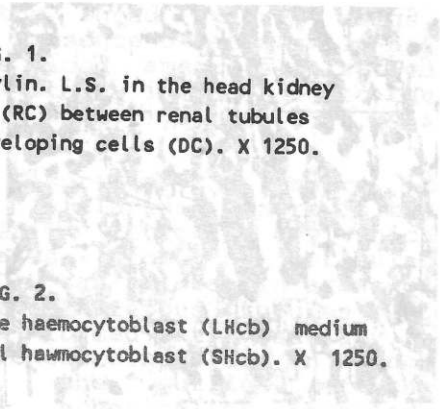 G. 1.
ylin. L.S. in the head kidney
(RC) between renal tubules
eloping cells (DC). X 1250.
G. 2.
e haemocytoblast (LHcb) medium
l hawmocytoblast (SHcb). X 1250.